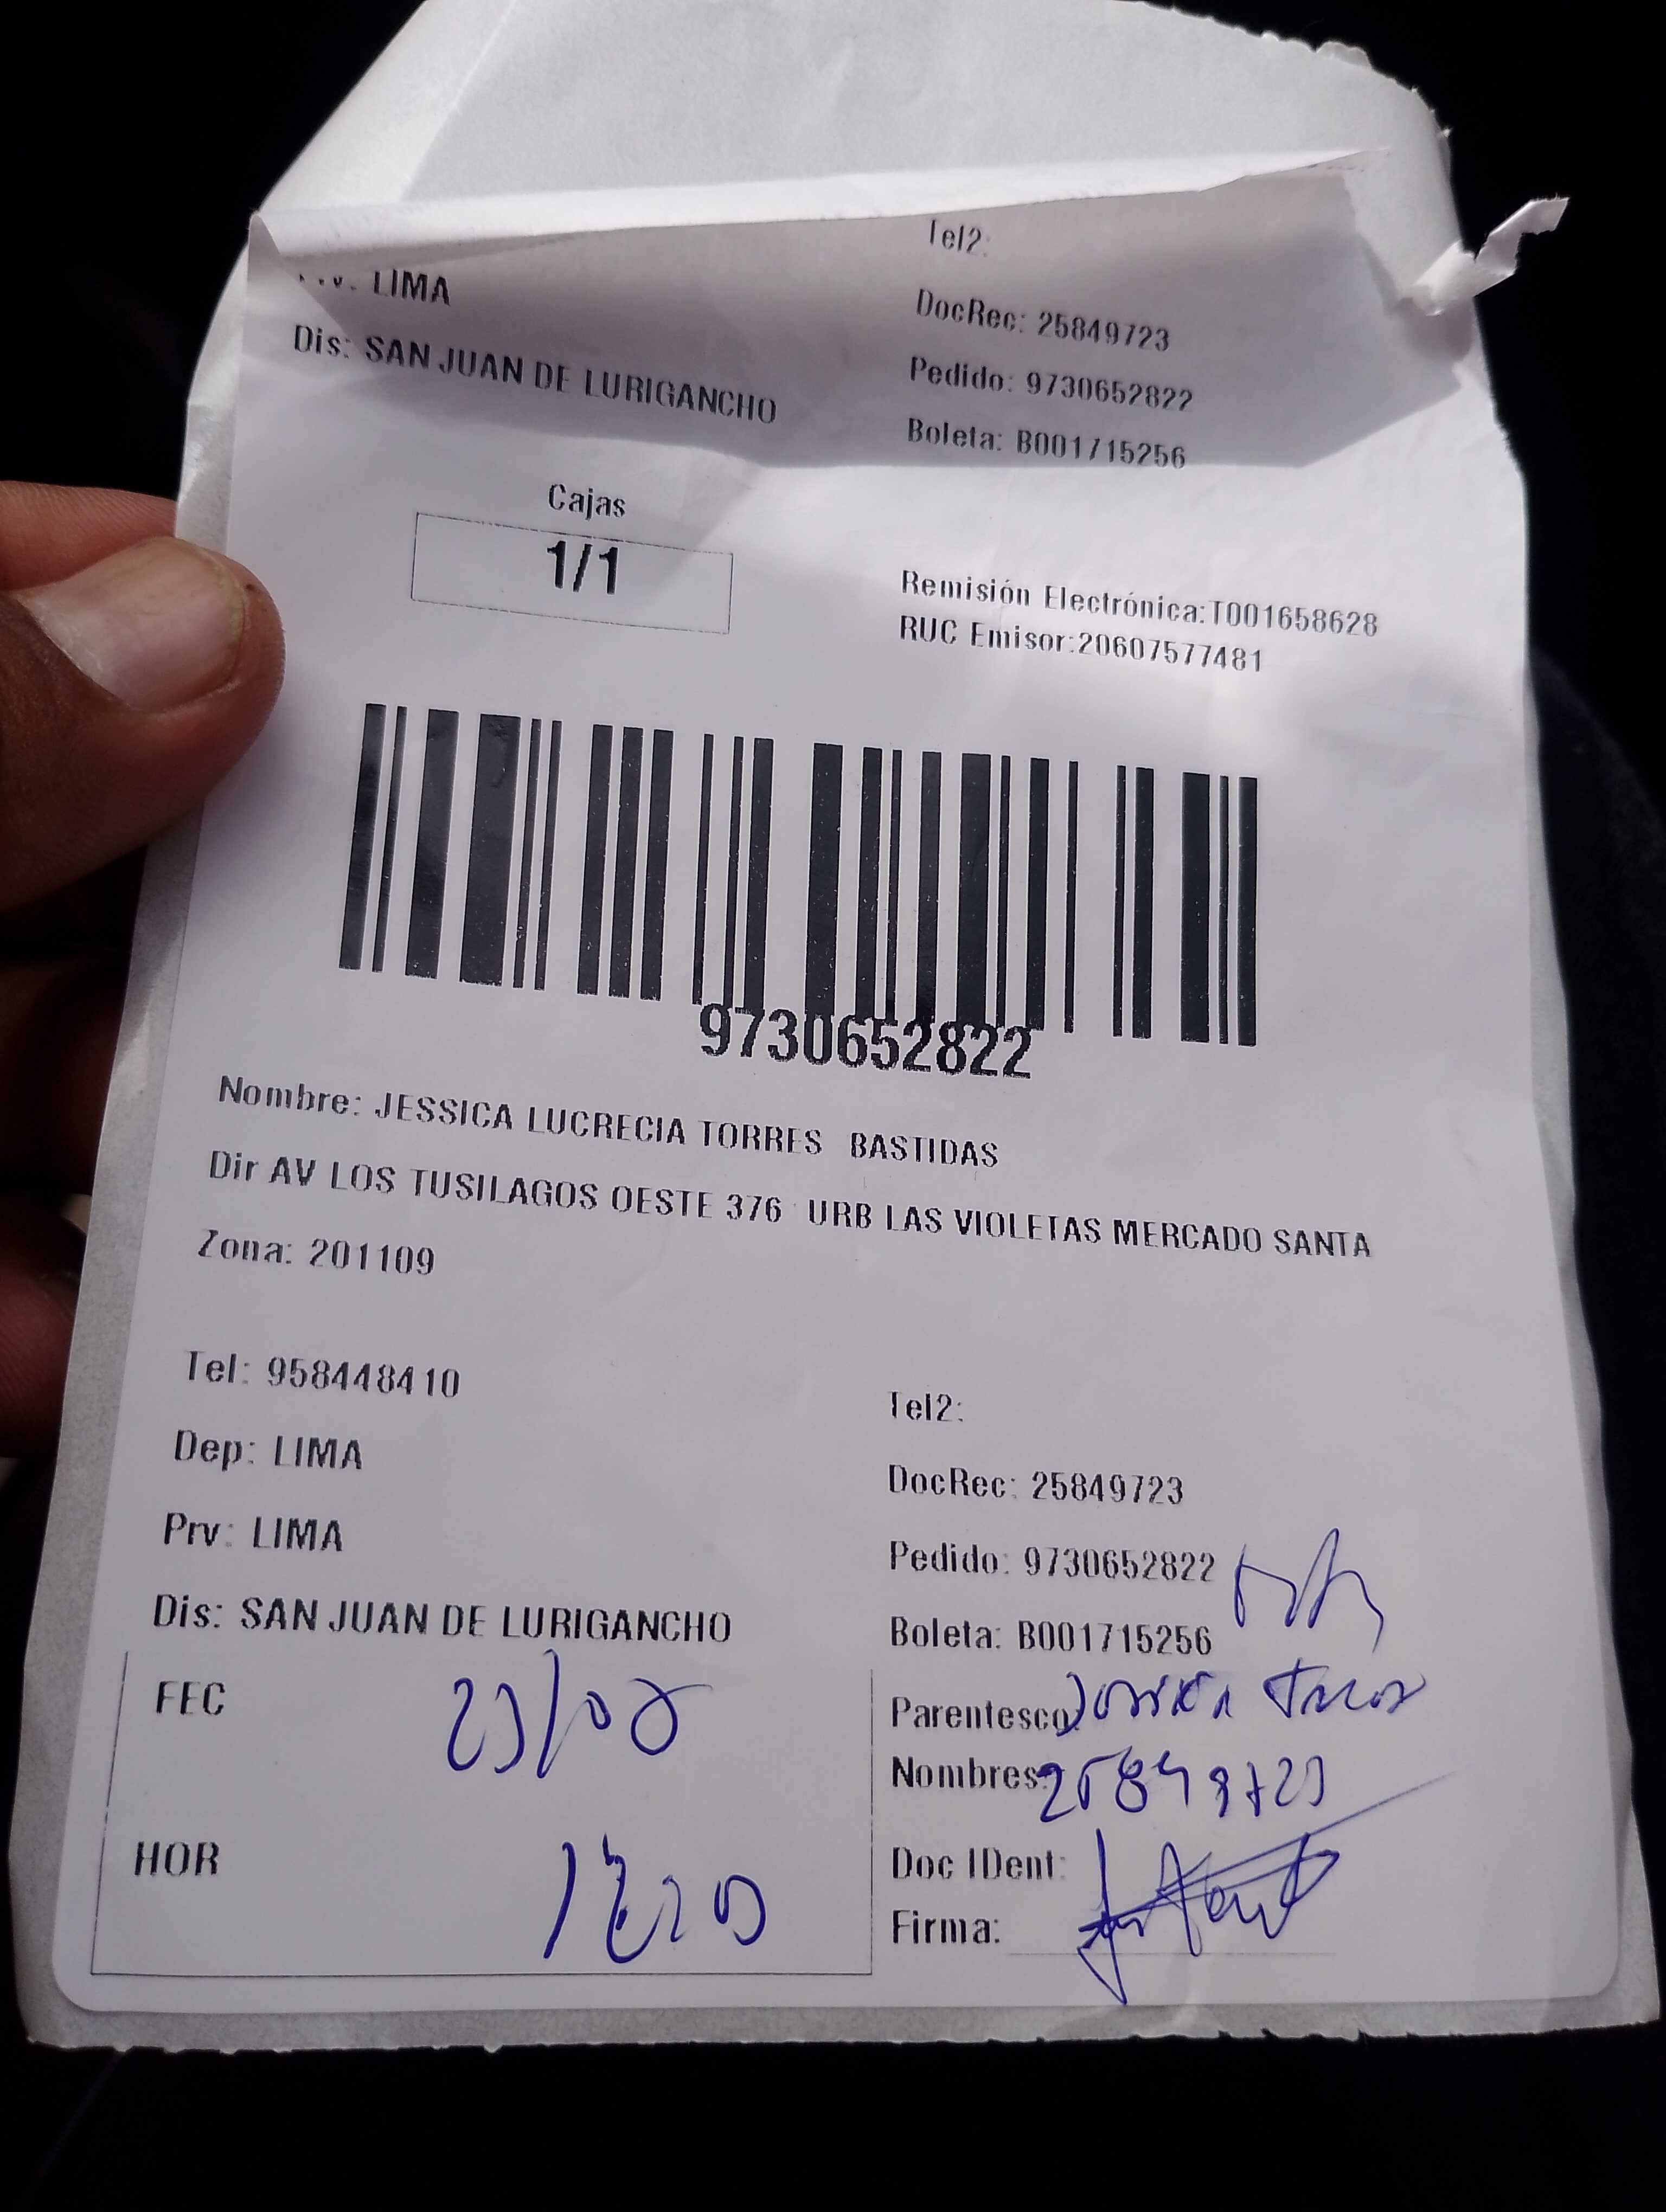 LIMA
Tel2:
Dis: SAN JUAN DE LURIGANCHO
DocRec: 25849723
Pedido: 9730652822
Boleta: B001715256
Cajas
1/1
Remisión Electrónica:T001658628
RUC Emisor:20607577481
9730652822
Nombre: JESSICA LUCRECIA TORRES BASTIDAS
Dir AV LOS TUSILAGOS OESTE 376 URB LAS VIOLETAS MERCADO SANTA
Zona: 201109
Tel: 958448410
Tel2:
Dep: LIMA
DocRec: 25849723
Prv: LIMA
Pedido: 9730652822
Dis: SAN JUAN DE LURIGANCHO
Boleta: B001715256
FEC 23/08
Parentesco:
Nombres: 25849723
HOR
Doc IDent:
Firma: